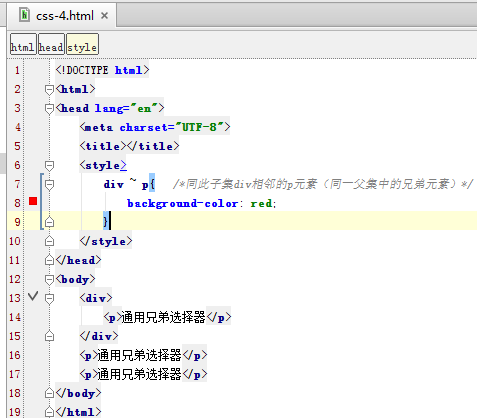 css-4.html
html head style
1 <!DOCTYPE html>
2 <html>
3 <head lang="en">
4 <meta charset="UTF-8">
5 <title></title>
6 <style>
7 div ~ p{ /*同此子集div相邻的p元素（同一父集中的兄弟元素）*/
8 background-color: red;
9 }
10 </style>
11 </head>
12 <body>
13 <div>
14 <p>通用兄弟选择器</p>
15 </div>
16 <p>通用兄弟选择器</p>
17 <p>通用兄弟选择器</p>
18 </body>
19 </html>